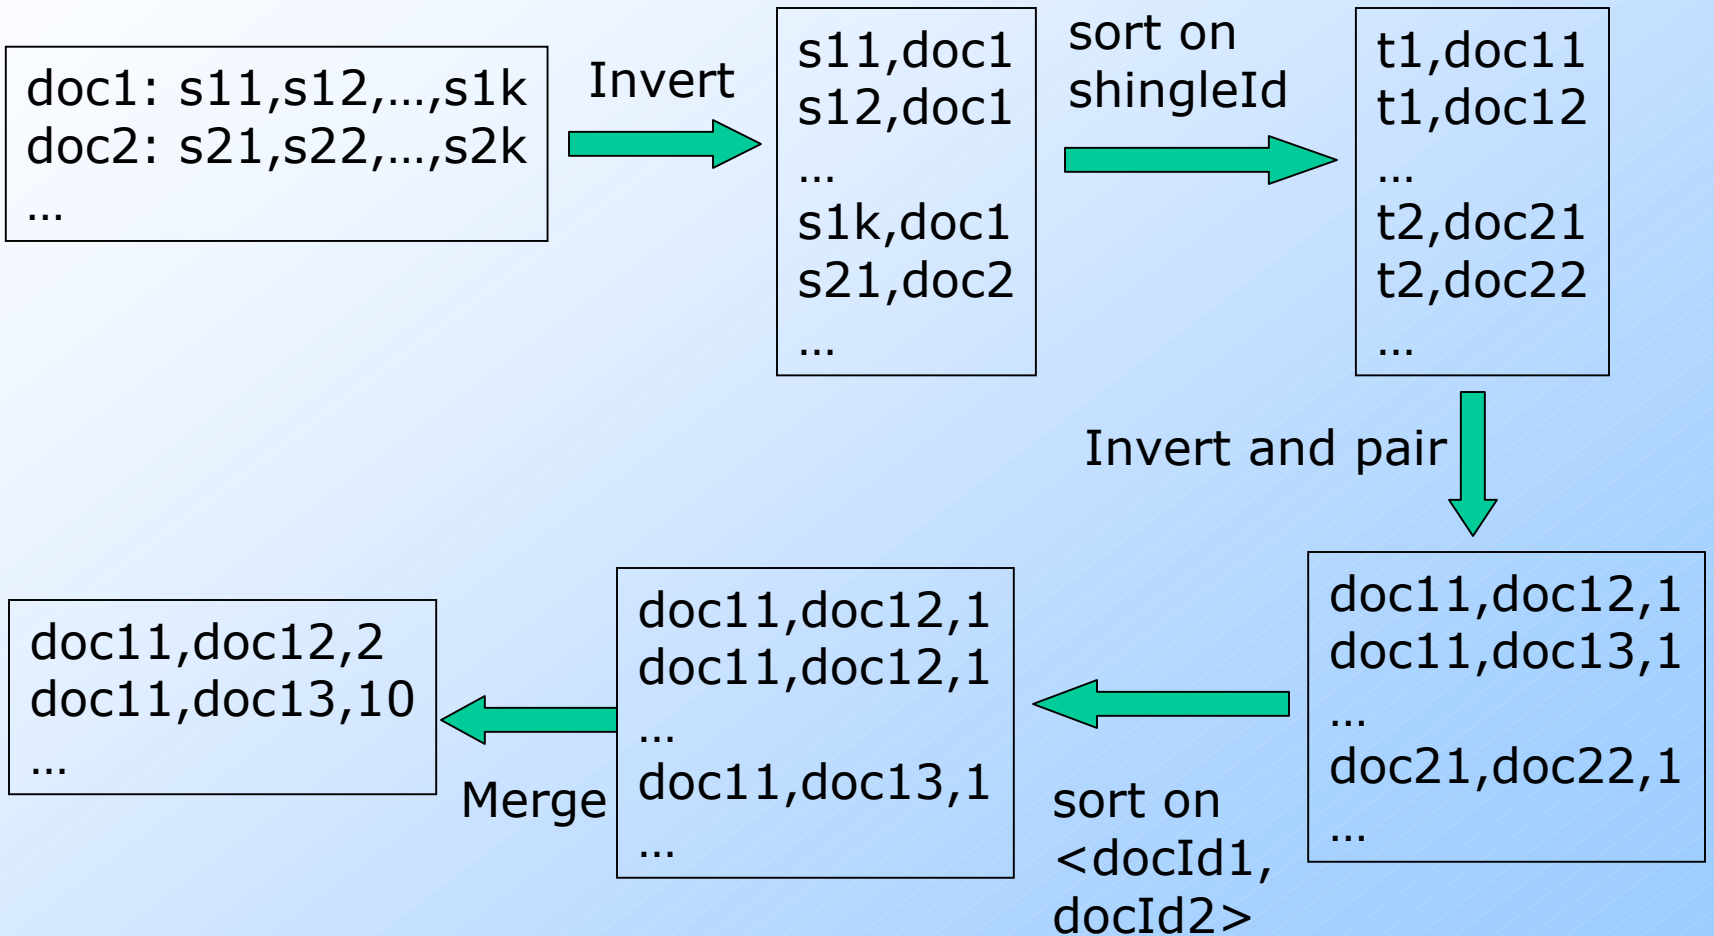 doc1: s11,s12,…,s1k
doc2: s21,s22,…,s2k
…
Invert
s11,doc1
s12,doc1
…
s1k,doc1
s21,doc2
…
sort on
shingleId
t1,doc11
t1,doc12
…
t2,doc21
t2,doc22
…
Invert and pair
doc11,doc12,1
doc11,doc13,1
…
doc21,doc22,1
…
sort on
<docId1,
docId2>
doc11,doc12,1
doc11,doc12,1
…
doc11,doc13,1
…
Merge
doc11,doc12,2
doc11,doc13,10
…